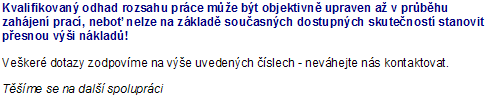 Kvalifikovaný odhad rozsahu práce může být objektivně upraven až v průběhu
zahájení prací, neboť nelze na základě současných dostupných skutečností stanovit
přesnou výši nákladů!
Veškeré dotazy zodpovíme na výše uvedených číslech - neváhejte nás kontaktovat.
Těšíme se na další spolupráci